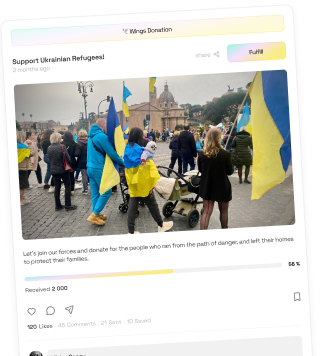 Wings Donation
Support Ukrainian Refugees!
Share
Fulfill
2 months ago
Let's join our forces and donate for the people who ran from the path of danger, and left their homes
to protect their families.
56 %
Received 2 000
120 Likes · 45 Comments · 21 Sent · 10 Saved